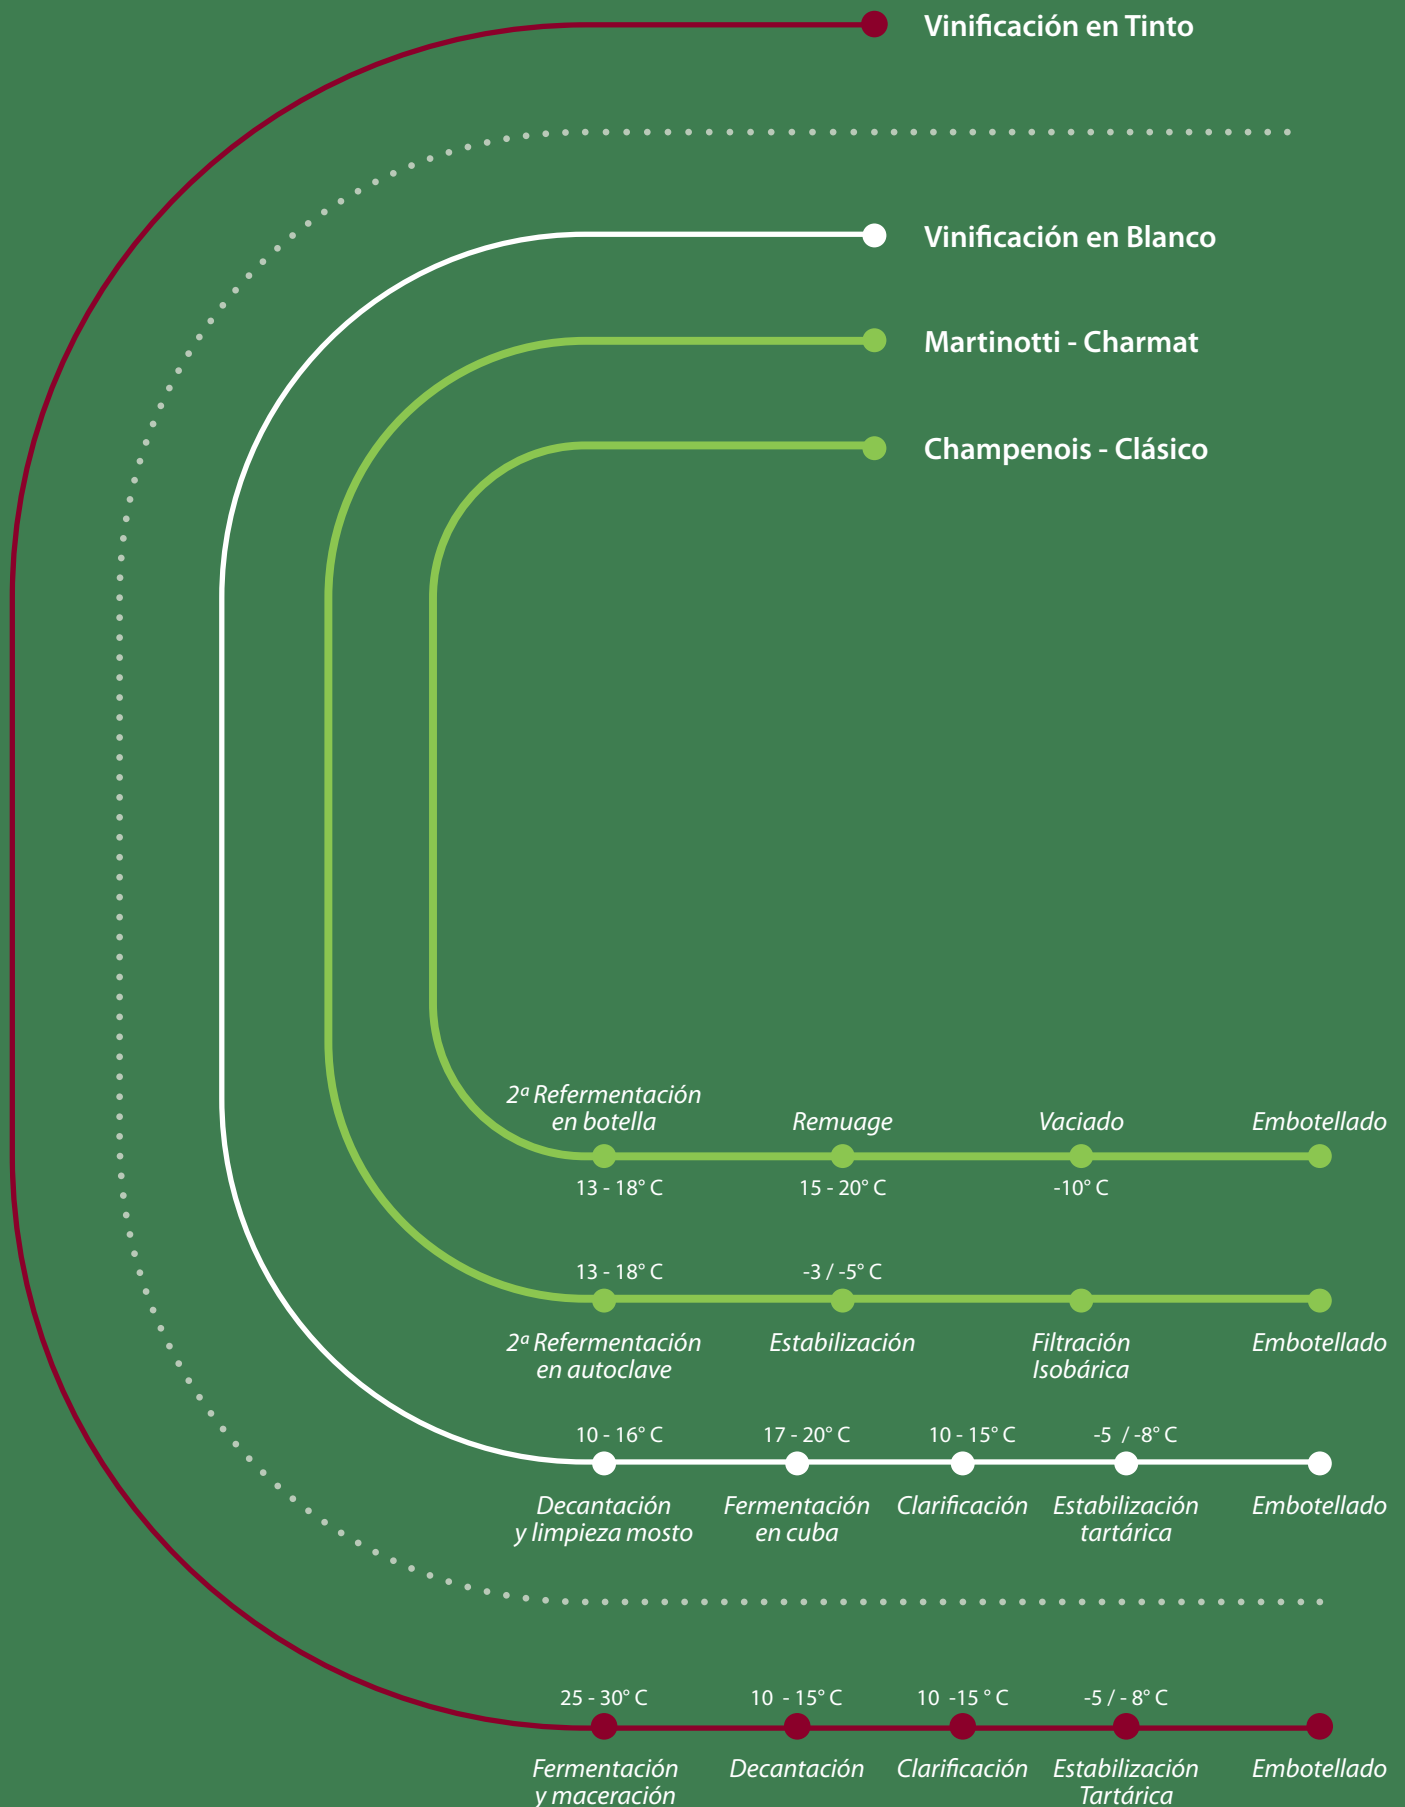 Vinificación en Tinto
Vinificación en Blanco
Martinotti - Charmat
Champenois - Clásico
2ª Refermentación
en botella
Remuage
Vaciado
Embotellado
13 - 18° C
15 - 20° C
-10° C
13 - 18° C
-3 / -5° C
2ª Refermentación
en autoclave
Estabilización
Filtración
Isobárica
Embotellado
10 - 16° C
17 - 20° C
10 - 15° C
-5 / -8° C
Decantación
y limpieza mosto
Fermentación
en cuba
Clarificación
Estabilización
tartárica
Embotellado
25 - 30° C
10 - 15° C
10 -15 ° C
-5 / - 8° C
Fermentación
y maceración
Decantación
Clarificación
Estabilización
Tartárica
Embotellado